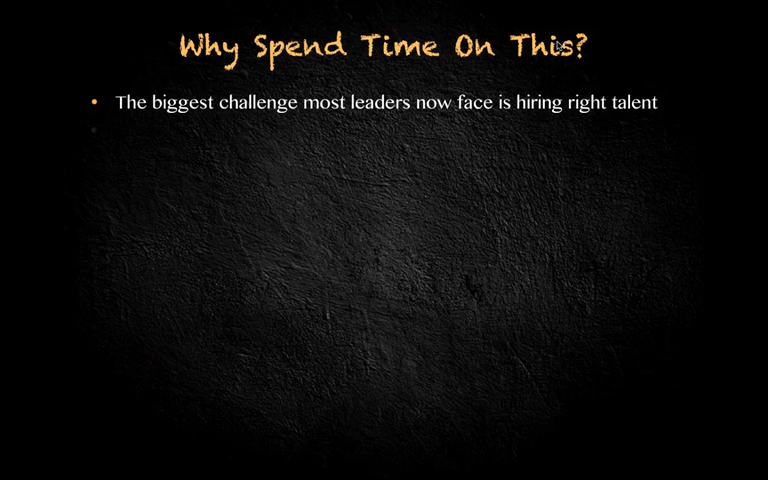 Why Spend Time On This?
• The biggest challenge most leaders now face is hiring right talent